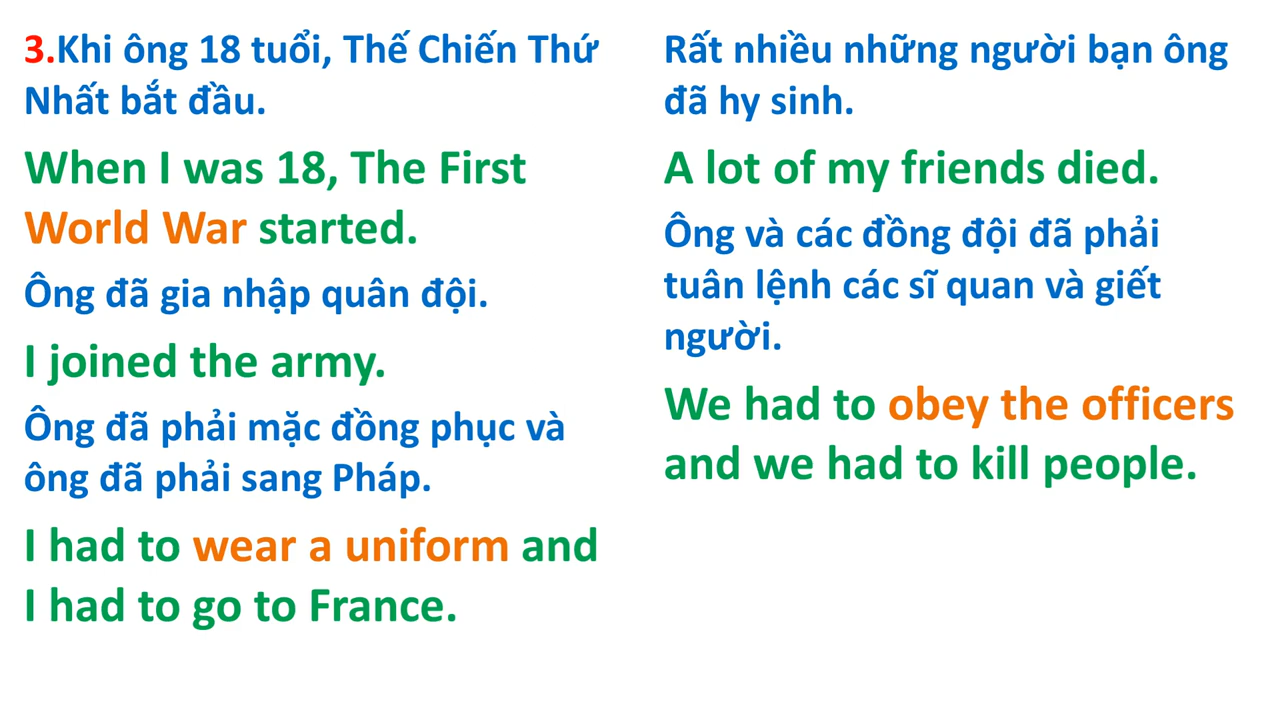 3.Khi ông 18 tuổi, Thế Chiến Thứ
Nhất bắt đầu.
When I was 18, The First
World War started.
Ông đã gia nhập quân đội.
I joined the army.
Ông đã phải mặc đồng phục và
ông đã phải sang Pháp.
I had to wear a uniform and
I had to go to France.
Rất nhiều những người bạn ông
đã hy sinh.
A lot of my friends died.
Ông và các đồng đội đã phải
tuân lệnh các sĩ quan và giết
người.
We had to obey the officers
and we had to kill people.